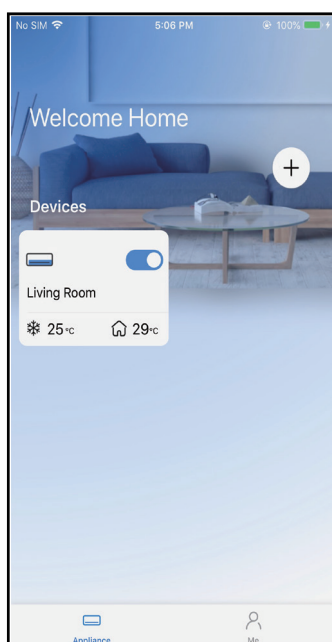 No SIM 5:06 PM 100%
Welcome Home
+
Devices
Living Room
25°C 29°C
Appliance Me